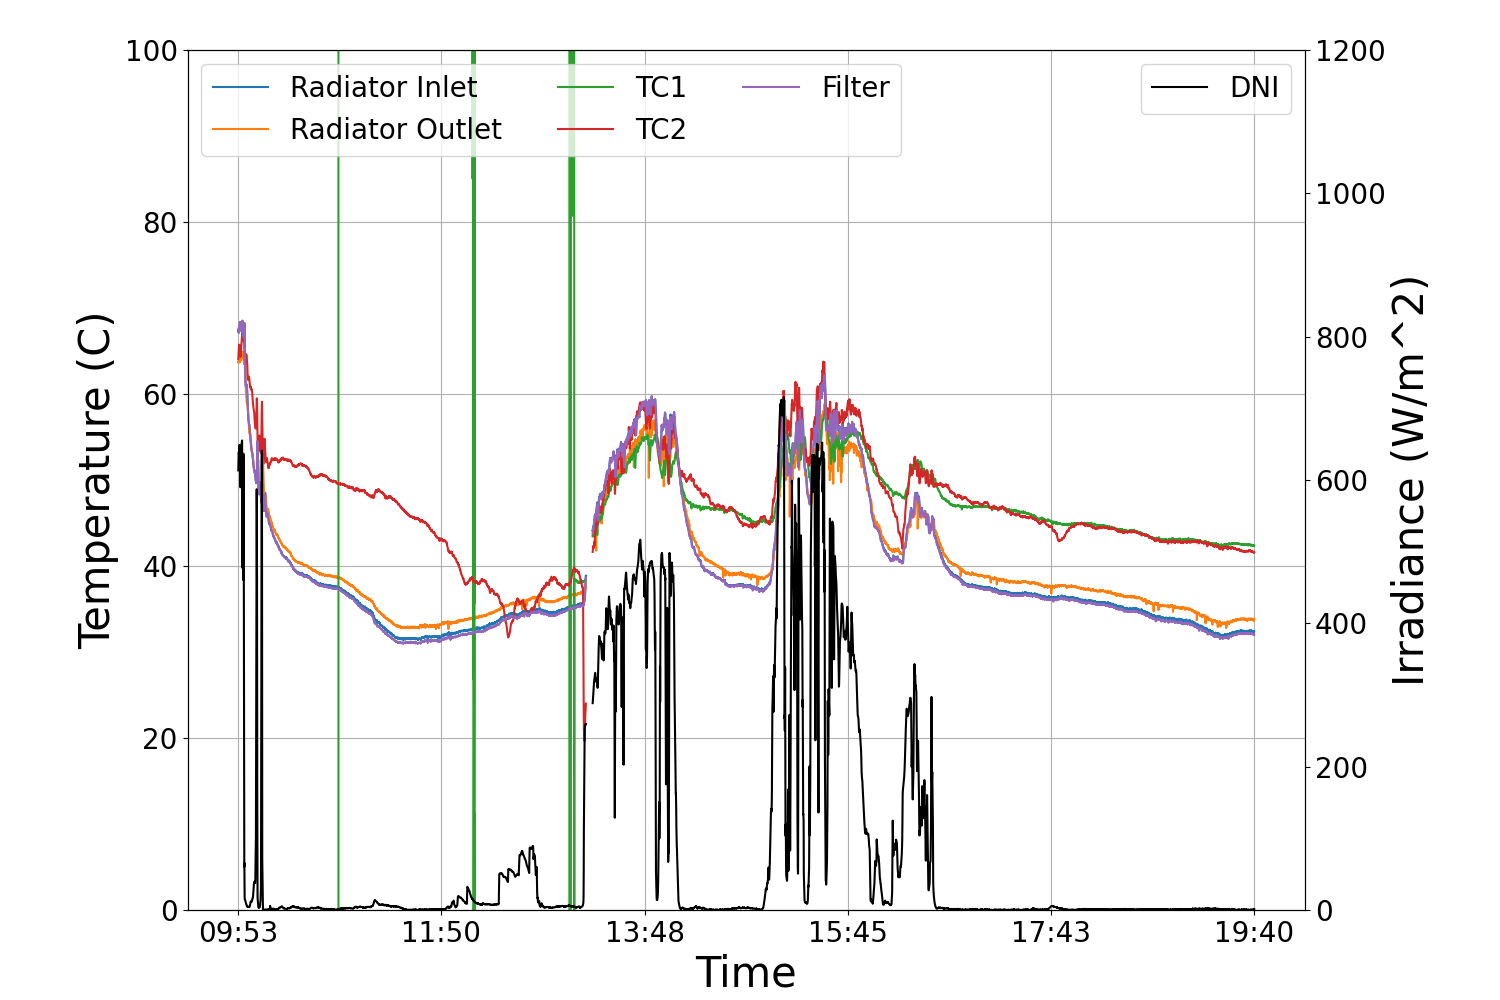 100
80
60
40
20
0
Temperature (C)
Radiator Inlet
Radiator Outlet
TC1
TC2
Filter
DNI
1200
1000
800
600
400
200
0
Irradiance (W/m^2)
09:53 11:50 13:48 15:45 17:43 19:40
Time